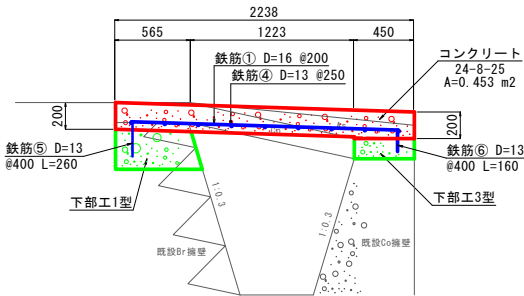 2238
565
1223
450
鉄筋① D=16 @200
鉄筋④ D=13 @250
コンクリート
24-8-25
A=0.453 m2
200
200
鉄筋⑤ D=13
@400 L=260
鉄筋⑥ D=13
@400 L=160
下部工1型
下部工3型
1:0.3
1:0.3
既設Br擁壁
既設Co擁壁